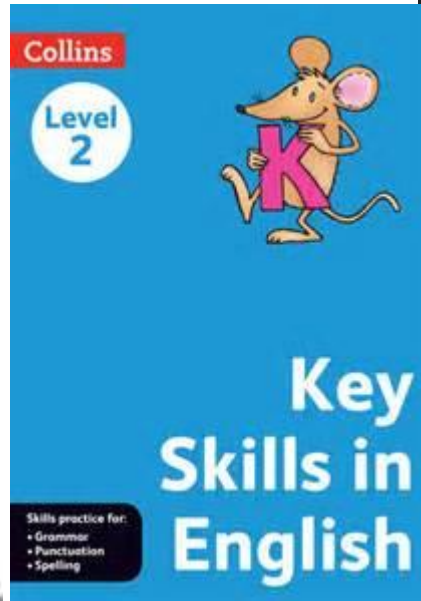 Collins
Level
2
K
Key
Skills in
English
Skills practice for:
• Grammar
• Punctuation
• Spelling